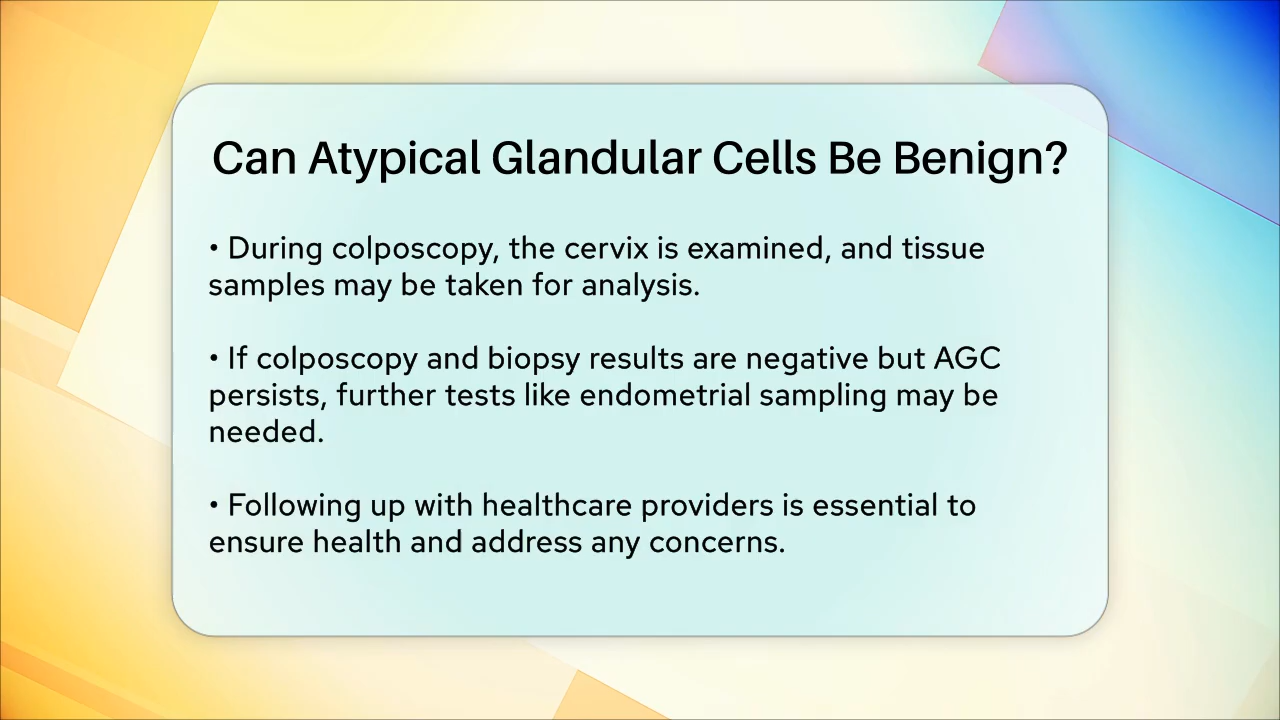 Can Atypical Glandular Cells Be Benign?
• During colposcopy, the cervix is examined, and tissue
samples may be taken for analysis.
• If colposcopy and biopsy results are negative but AGC
persists, further tests like endometrial sampling may be
needed.
• Following up with healthcare providers is essential to
ensure health and address any concerns.